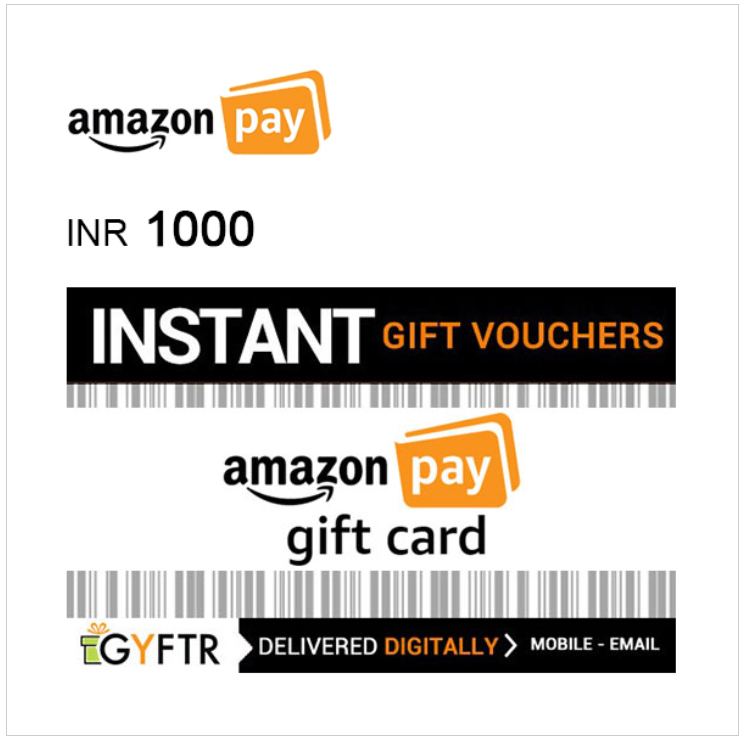 amazon pay
INR 1000
INSTANT GIFT VOUCHERS
amazon pay
gift card
GYFTR DELIVERED DIGITALLY MOBILE - EMAIL